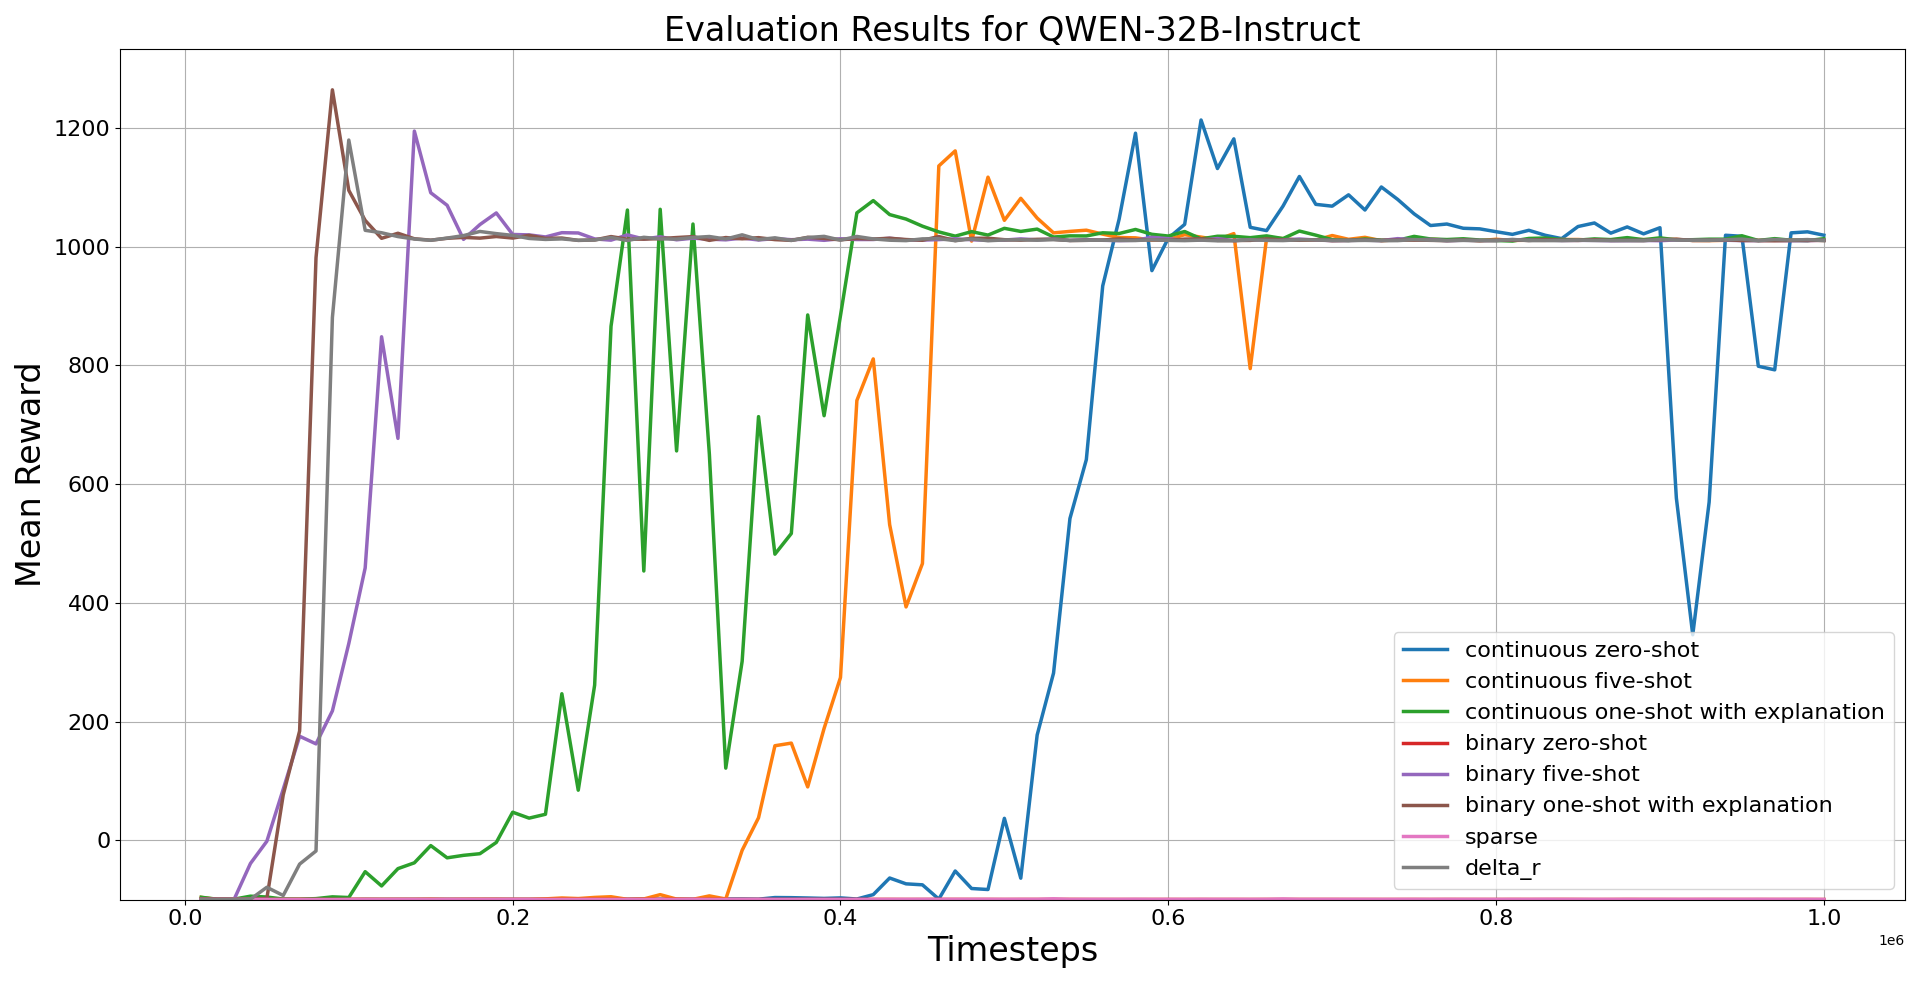 Evaluation Results for QWEN-32B-Instruct
Mean Reward
1200
1000
800
600
400
200
0
0.0 0.2 0.4 0.6 0.8 1.0
1e6
Timesteps
continuous zero-shot
continuous five-shot
continuous one-shot with explanation
binary zero-shot
binary five-shot
binary one-shot with explanation
sparse
delta_r